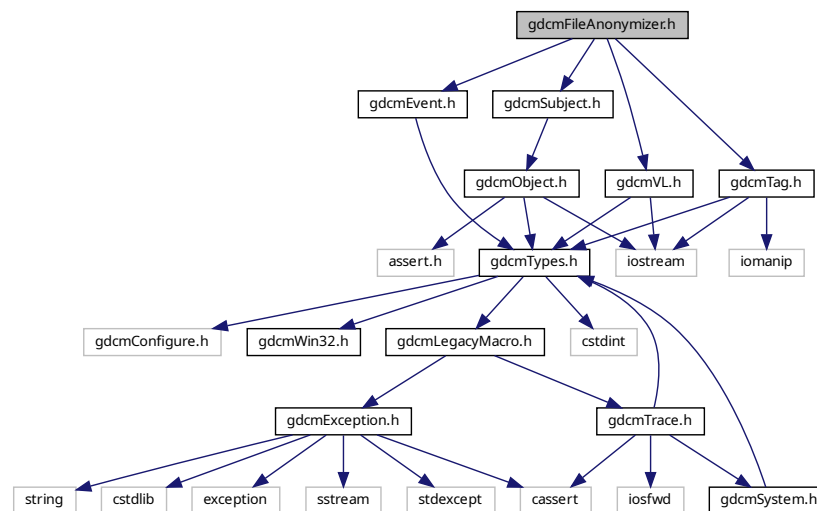 gdcmFileAnonymizer.h
gdcmEvent.h
gdcmSubject.h
gdcmObject.h
gdcmVL.h
gdcmTag.h
assert.h
gdcmTypes.h
iostream
iomanip
gdcmConfigure.h
gdcmWin32.h
gdcmLegacyMacro.h
cstdint
gdcmException.h
gdcmTrace.h
string
cstdlib
exception
sstream
stdexcept
cassert
iosfwd
gdcmSystem.h